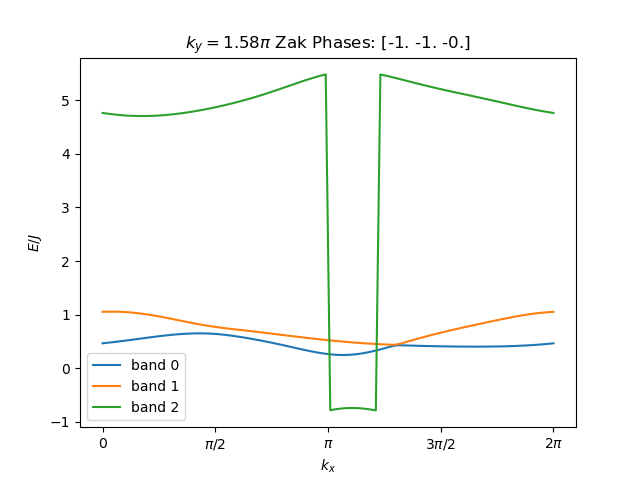 k_y = 1.58π Zak Phases: [-1. -1. -0.]
E/J
5
4
3
2
1
0
−1
band 0
band 1
band 2
0 π/2 π 3π/2 2π
k_x